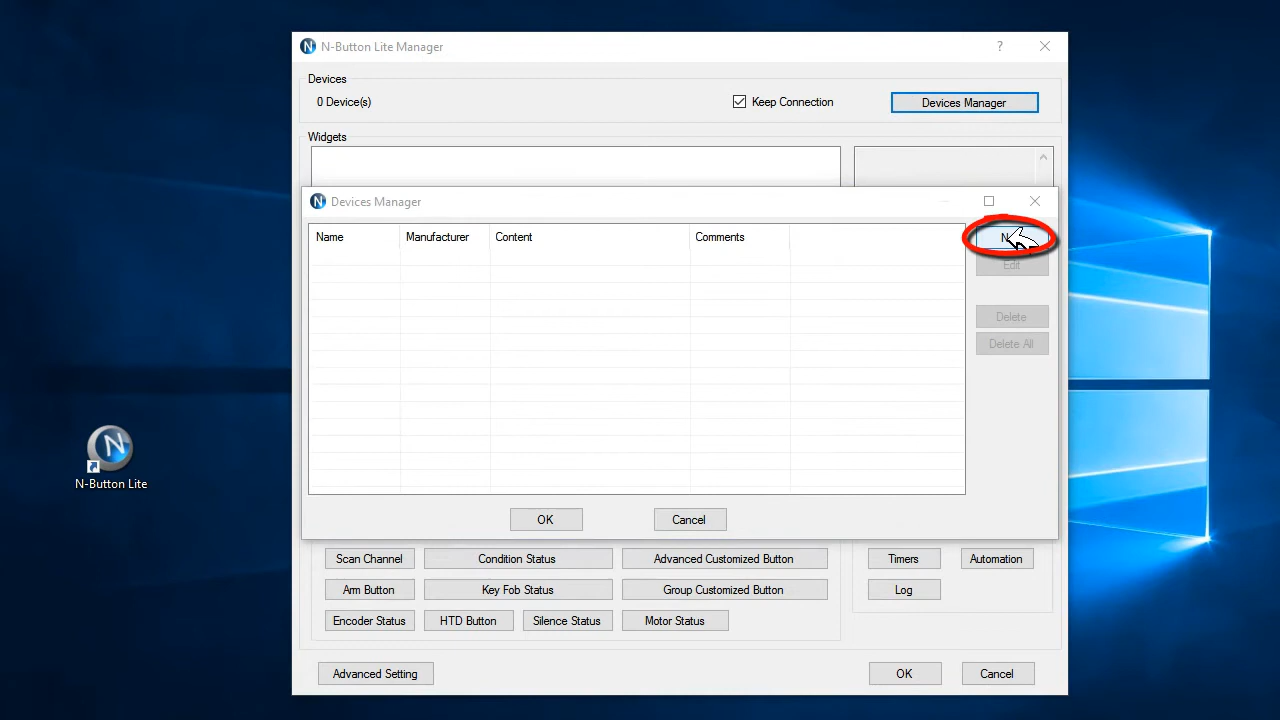 N-Button Lite Manager
Devices
0 Device(s)
Keep Connection
Devices Manager
Widgets
Devices Manager
Name Manufacturer Content Comments
Edit
Delete
Delete All
OK Cancel
N-Button Lite
Scan Channel Condition Status Advanced Customized Button Timers Automation
Arm Button Key Fob Status Group Customized Button Log
Encoder Status HTD Button Silence Status Motor Status
Advanced Setting OK Cancel